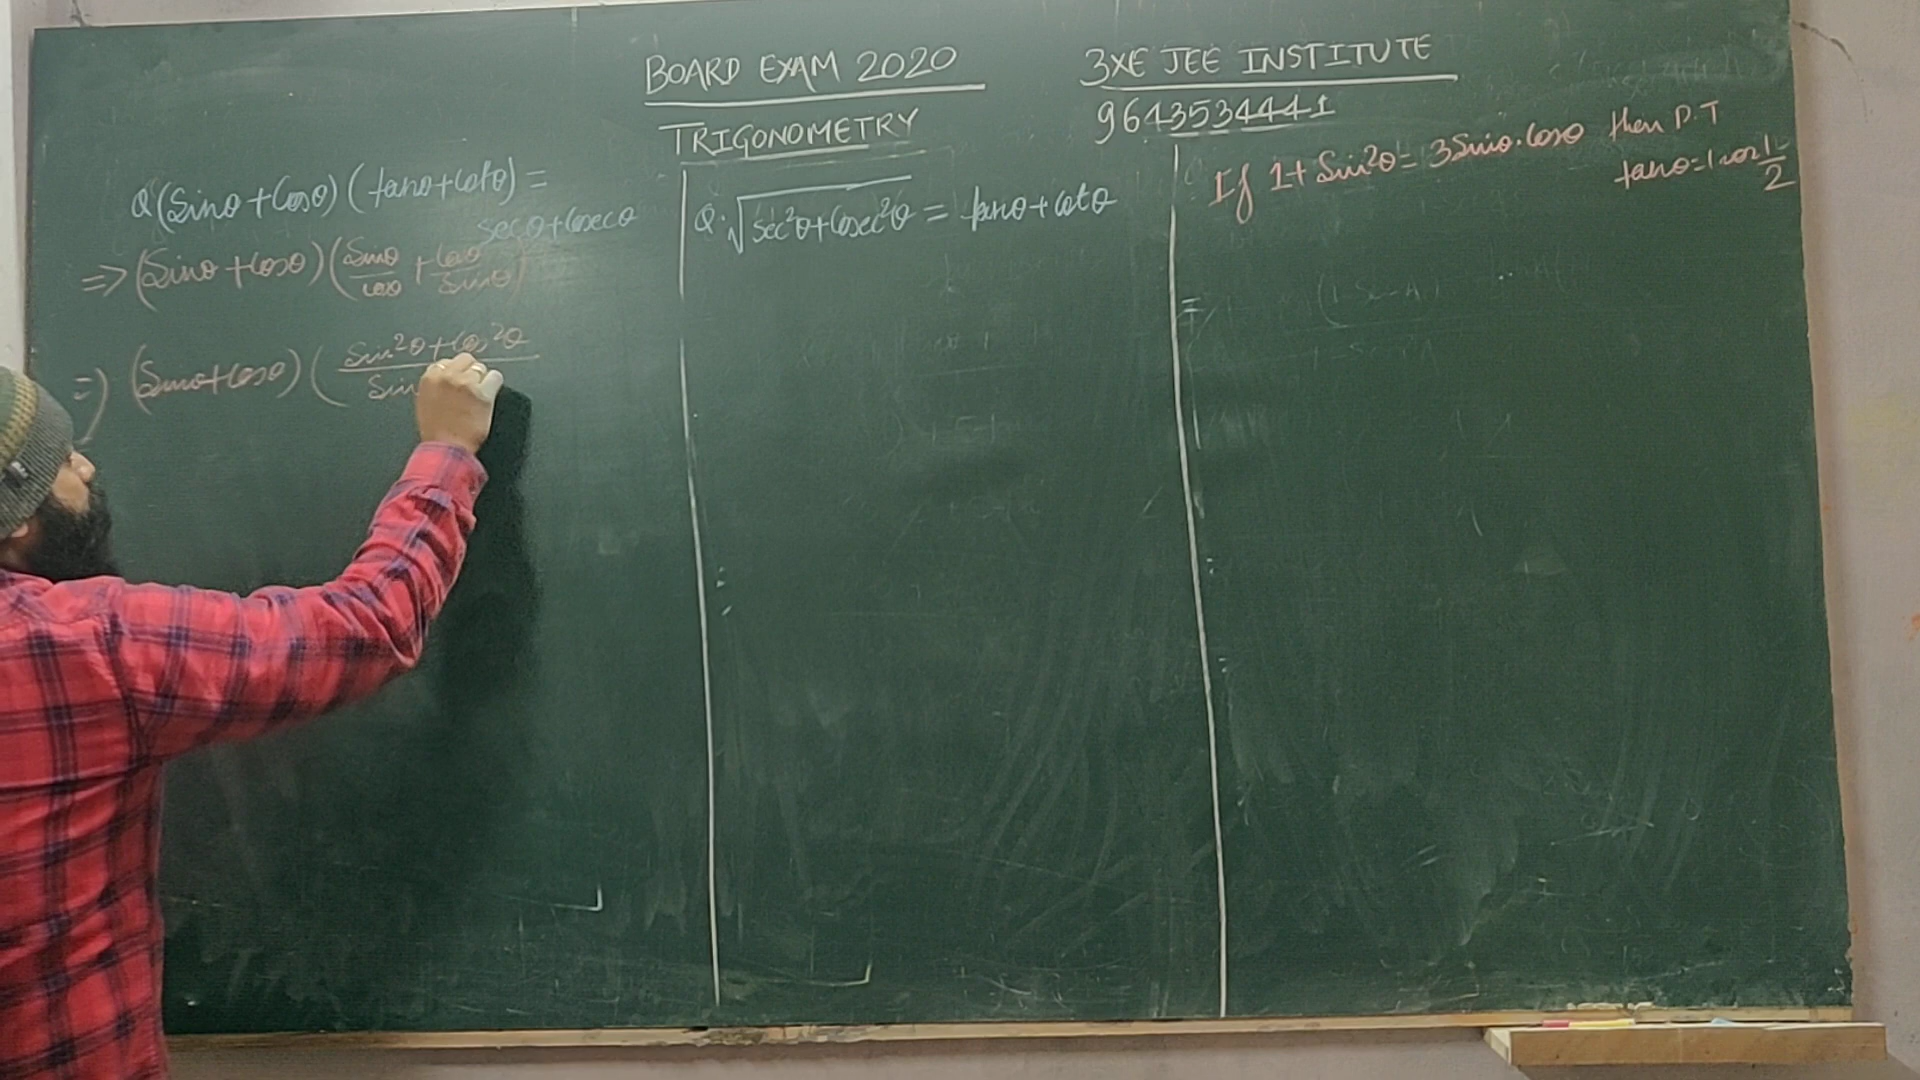 BOARD EXAM 2020
3XE JEE INSTITUTE
TRIGONOMETRY
9643534441
Q (Sinθ + Cosθ) (tanθ + cotθ) =
secθ + Cosecθ
=> (Sinθ + Cosθ) (Sinθ/Cosθ + Cosθ/Sinθ)
=) (Sinθ + Cosθ) ( Sin²θ + Cos²θ / Sin
Q. √sec²θ + Cosec²θ = tanθ + Cotθ
If 1 + Sin²θ = 3Sinθ.Cosθ then P.T
tanθ = 1 or 1/2